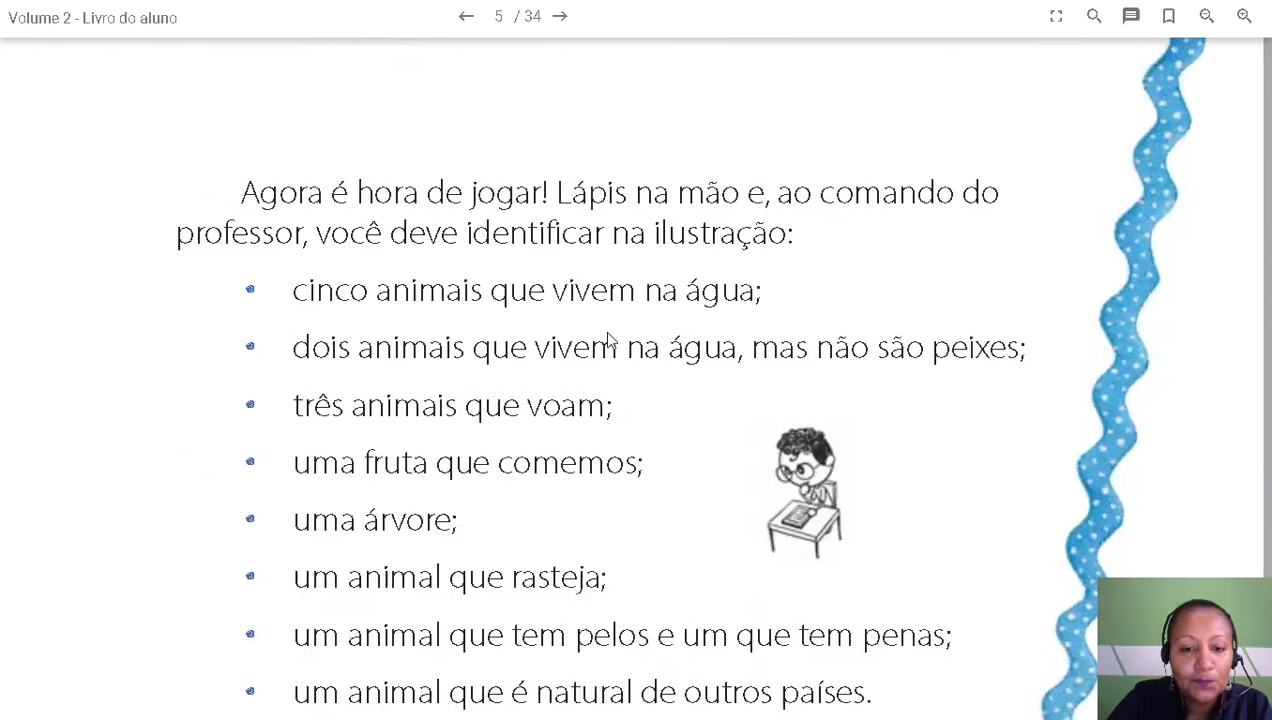 Volume 2 - Livro do aluno
5 / 34
Agora é hora de jogar! Lápis na mão e, ao comando do
professor, você deve identificar na ilustração:
cinco animais que vivem na água;
dois animais que vivem na água, mas não são peixes;
três animais que voam;
uma fruta que comemos;
uma árvore;
um animal que rasteja;
um animal que tem pelos e um que tem penas;
um animal que é natural de outros países.